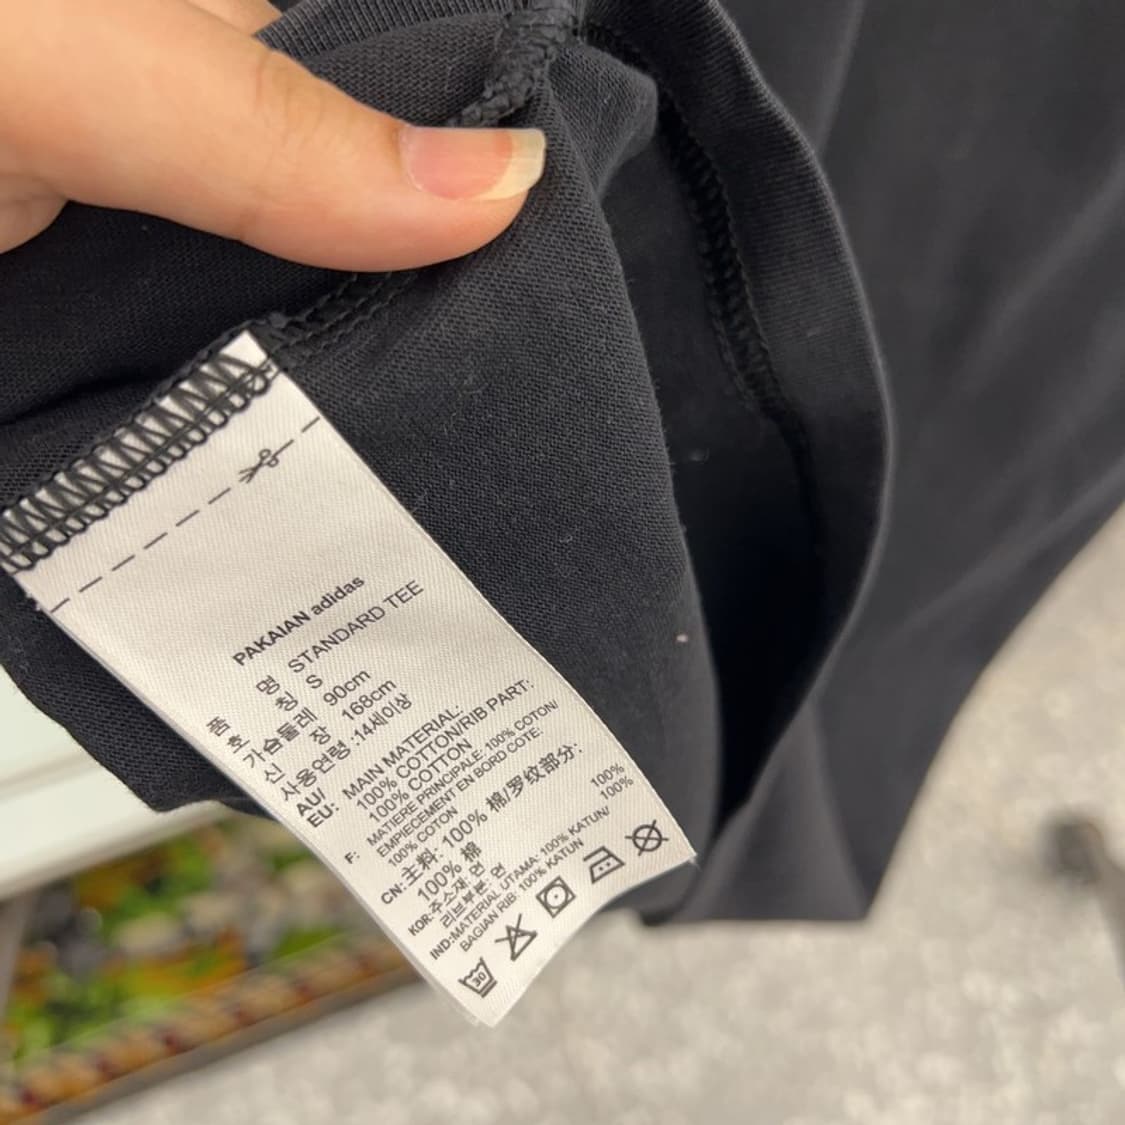 PAKAIAN adidas
품 명 STANDARD TEE
호 칭 S
가슴둘레 90cm
신 장 168cm
사용연령 :14세이상
AU/
EU: MAIN MATERIAL:
100% COTTON/RIB PART:
100% COTTON
F: MATIERE PRINCIPALE: 100% COTON/
EMPIECEMENT EN BORD COTE:
100% COTON
CN:主料: 100% 棉/罗纹部分:
100% 棉
KOR:주소재: 면 100%
리브부분: 면 100%
IND:MATERIAL UTAMA: 100% KATUN/
BAGIAN RIB: 100% KATUN
30